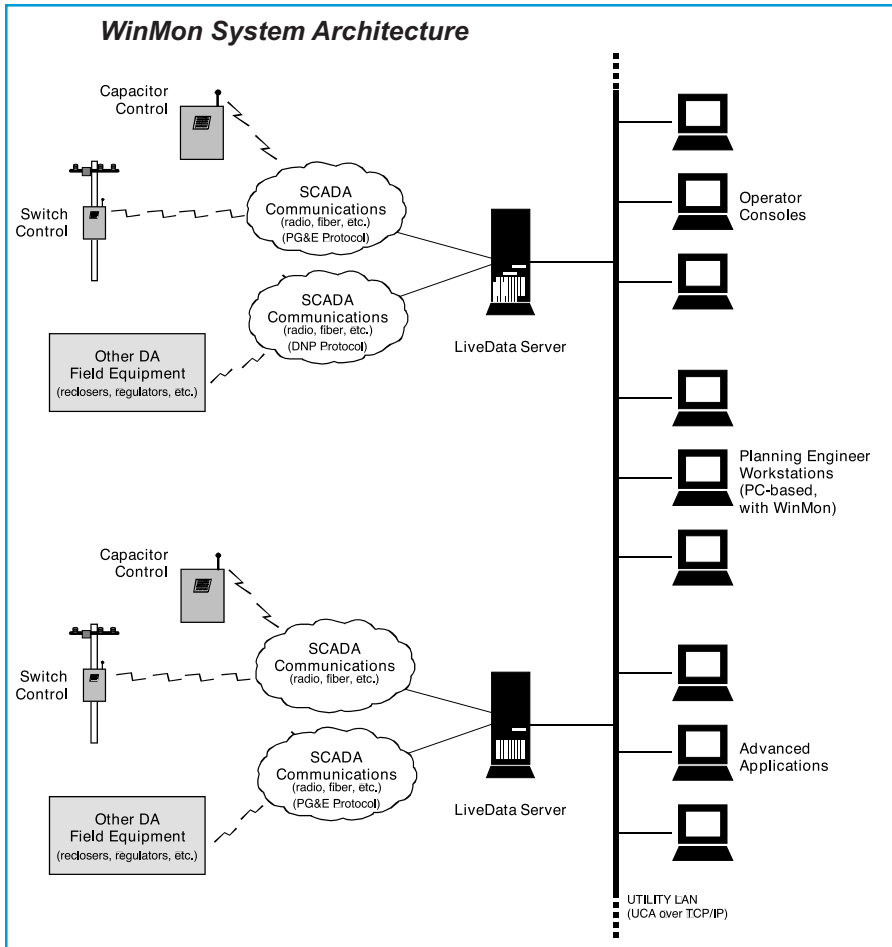 WinMon System Architecture
Capacitor
Control
Switch
Control
SCADA
Communications
(radio, fiber, etc.)
(PG&E Protocol)
SCADA
Communications
(radio, fiber, etc.)
(DNP Protocol)
Other DA
Field Equipment
(reclosers, regulators, etc.)
LiveData Server
Operator
Consoles
Planning Engineer
Workstations
(PC-based,
with WinMon)
Capacitor
Control
Switch
Control
SCADA
Communications
(radio, fiber, etc.)
SCADA
Communications
(radio, fiber, etc.)
(PG&E Protocol)
Other DA
Field Equipment
(reclosers, regulators, etc.)
LiveData Server
Advanced
Applications
UTILITY LAN
(UCA over TCP/IP)